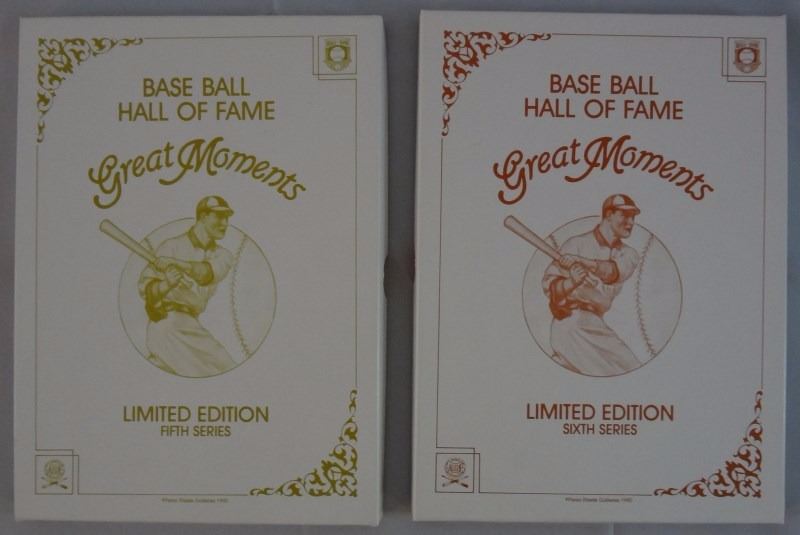 BASE BALL
HALL OF FAME
Great Moments
LIMITED EDITION
FIFTH SERIES
BASE BALL
HALL OF FAME
Great Moments
LIMITED EDITION
SIXTH SERIES